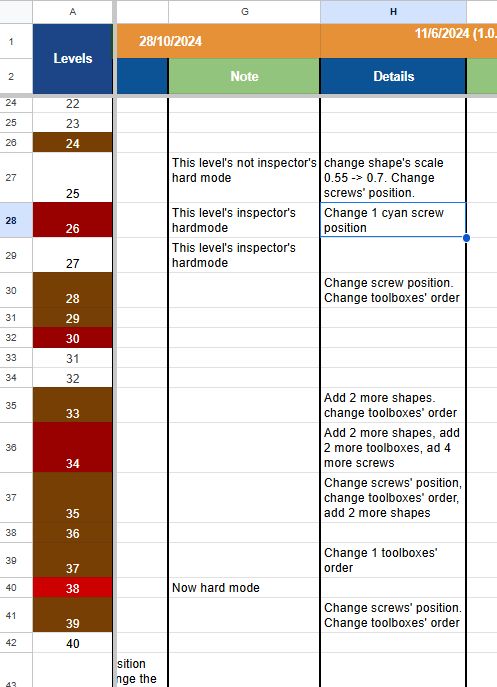 A G H
1 28/10/2024 11/6/2024 (1.0.
Levels
2 Note Details
24 22
25 23
26 24
27 25 This level's not inspector's change shape's scale
hard mode 0.55 -> 0.7. Change
screws' position.
28 26 This level's inspector's Change 1 cyan screw
hardmode position
29 27 This level's inspector's
hardmode
30 28 Change screw position.
Change toolboxes' order
31 29
32 30
33 31
34 32
35 33 Add 2 more shapes.
change toolboxes' order
36 34 Add 2 more shapes, add
2 more toolboxes, ad 4
more screws
37 35 Change screws' position,
change toolboxes' order,
add 2 more shapes
38 36
39 37 Change 1 toolboxes'
order
40 38 Now hard mode
41 39 Change screws' position.
Change toolboxes' order
42 40
43 sition
nge the